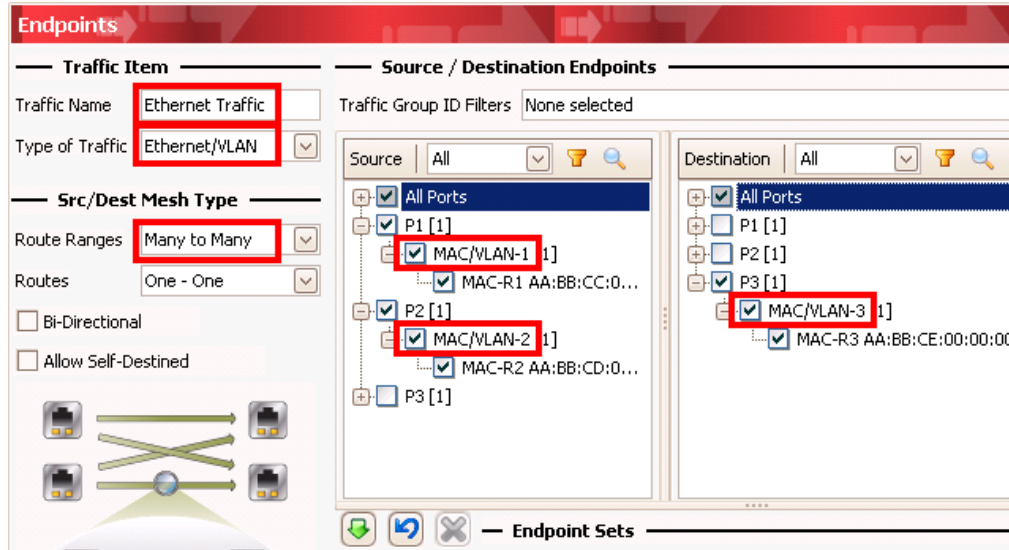 Endpoints
Traffic Item
Traffic Name Ethernet Traffic
Type of Traffic Ethernet/VLAN
Src/Dest Mesh Type
Route Ranges Many to Many
Routes One - One
Bi-Directional
Allow Self-Destined
Source / Destination Endpoints
Traffic Group ID Filters None selected
Source All
All Ports
P1 [1]
MAC/VLAN-1 1]
MAC-R1 AA:BB:CC:0...
P2 [1]
MAC/VLAN-2 1]
MAC-R2 AA:BB:CD:0...
P3 [1]
Destination All
All Ports
P1 [1]
P2 [1]
P3 [1]
MAC/VLAN-3 1]
MAC-R3 AA:BB:CE:00:00:00
Endpoint Sets